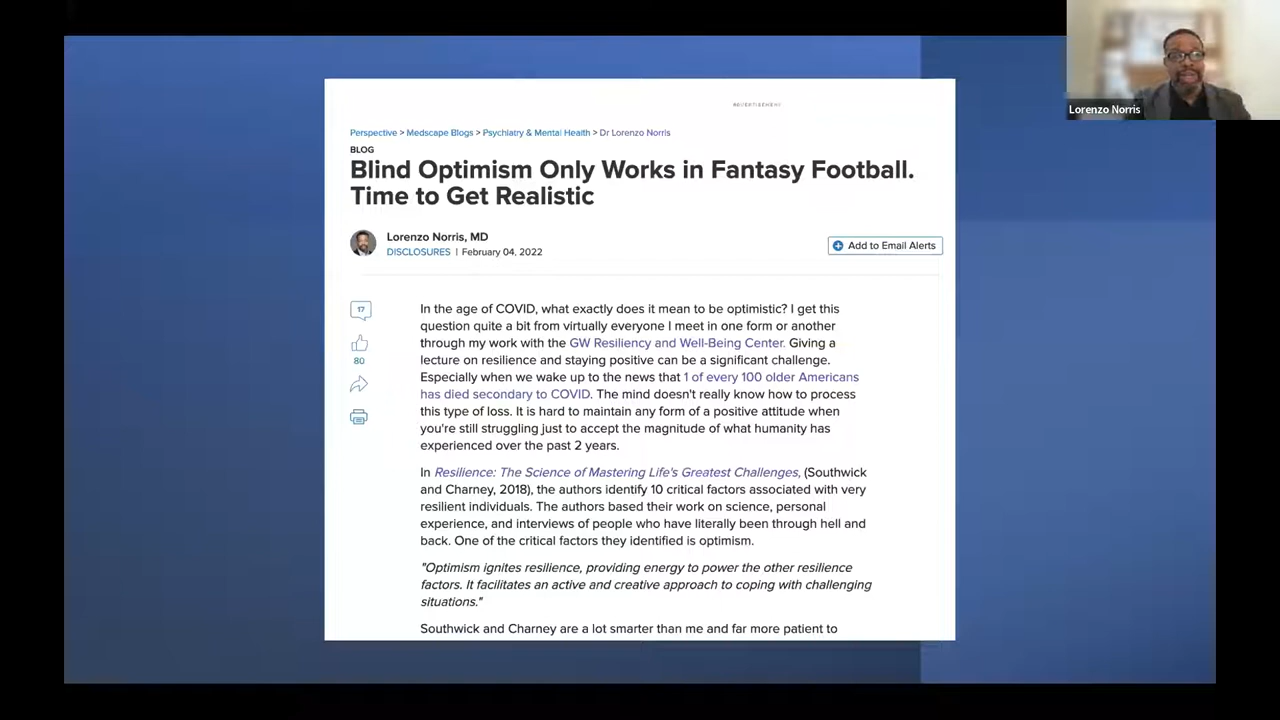 ADVERTISEMENT
Lorenzo Norris
Perspective > Medscape Blogs > Psychiatry & Mental Health > Dr Lorenzo Norris
BLOG
Blind Optimism Only Works in Fantasy Football.
Time to Get Realistic
Lorenzo Norris, MD
DISCLOSURES | February 04, 2022
Add to Email Alerts
17
80
In the age of COVID, what exactly does it mean to be optimistic? I get this
question quite a bit from virtually everyone I meet in one form or another
through my work with the GW Resiliency and Well-Being Center. Giving a
lecture on resilience and staying positive can be a significant challenge.
Especially when we wake up to the news that 1 of every 100 older Americans
has died secondary to COVID. The mind doesn't really know how to process
this type of loss. It is hard to maintain any form of a positive attitude when
you're still struggling just to accept the magnitude of what humanity has
experienced over the past 2 years.
In Resilience: The Science of Mastering Life's Greatest Challenges, (Southwick
and Charney, 2018), the authors identify 10 critical factors associated with very
resilient individuals. The authors based their work on science, personal
experience, and interviews of people who have literally been through hell and
back. One of the critical factors they identified is optimism.
"Optimism ignites resilience, providing energy to power the other resilience
factors. It facilitates an active and creative approach to coping with challenging
situations."
Southwick and Charney are a lot smarter than me and far more patient to